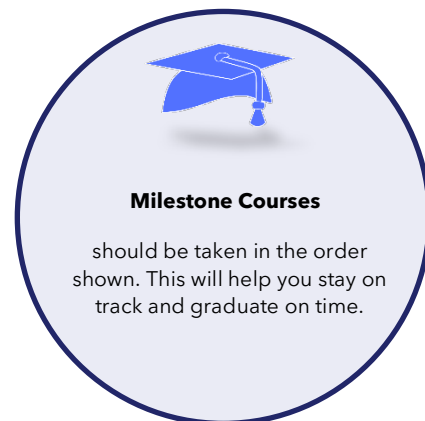 Milestone Courses
should be taken in the order
shown. This will help you stay on
track and graduate on time.